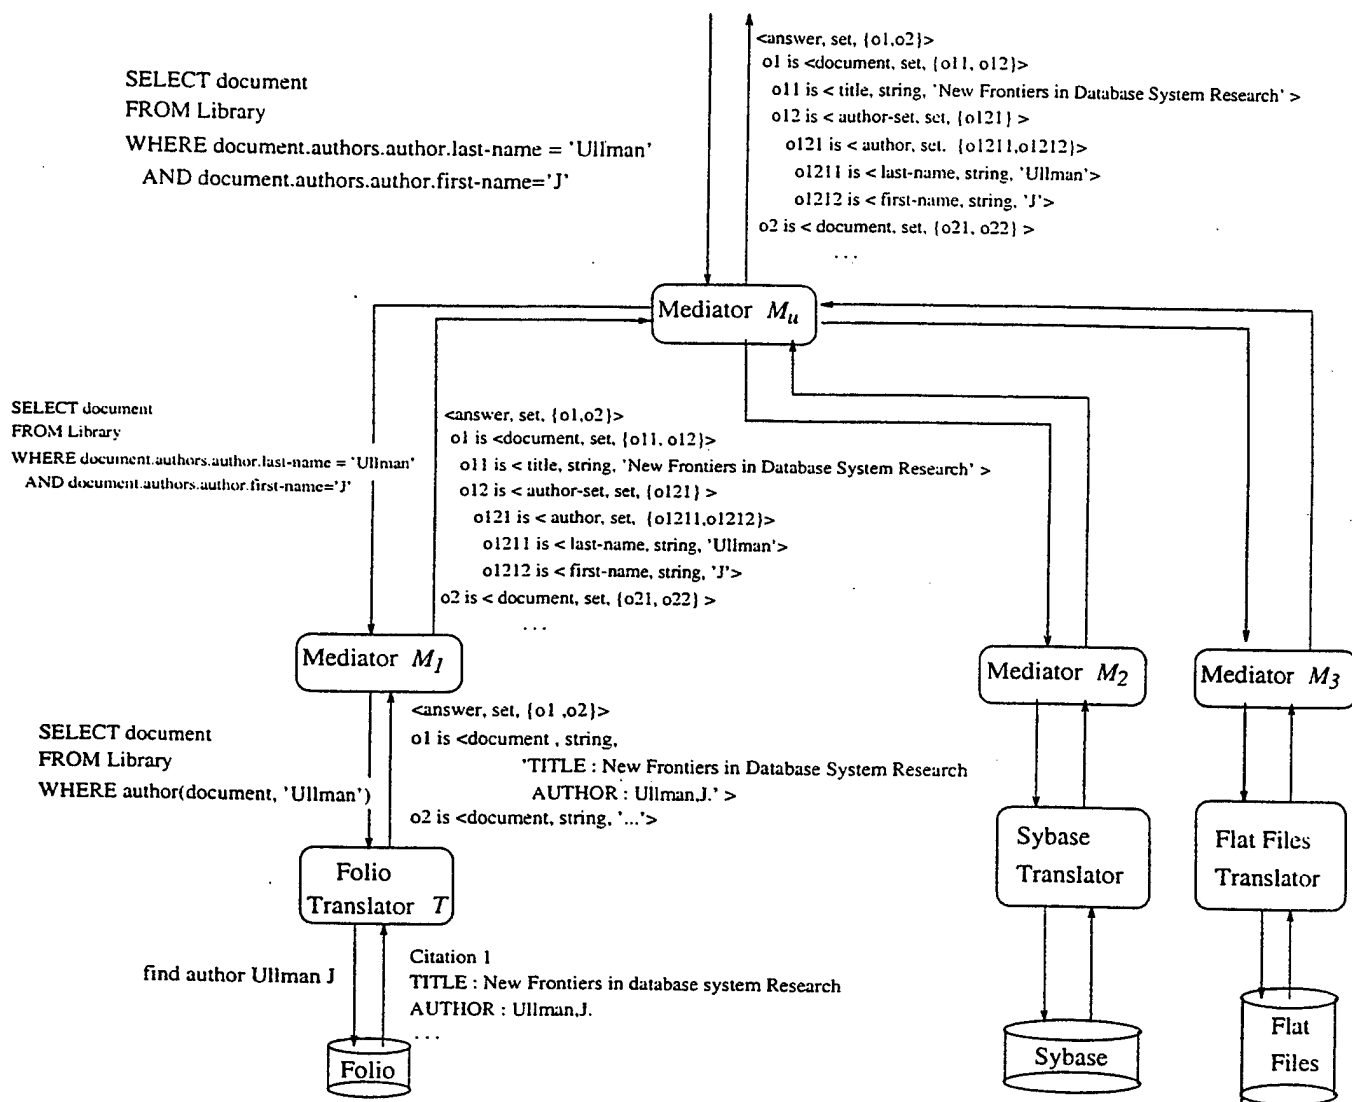 SELECT document
FROM Library
WHERE document.authors.author.last-name = 'Ullman'
AND document.authors.author.first-name='J'
<answer, set, {o1,o2}>
o1 is <document, set, {o11, o12}>
o11 is < title, string, 'New Frontiers in Database System Research' >
o12 is < author-set, set, {o121} >
o121 is < author, set, {o1211,o1212}>
o1211 is < last-name, string, 'Ullman'>
o1212 is < first-name, string, 'J'>
o2 is < document, set, {o21, o22} >
...
Mediator Mu
SELECT document
FROM Library
WHERE document.authors.author.last-name = 'Ullman'
AND document.authors.author.first-name='J'
<answer, set, {o1,o2}>
o1 is <document, set, {o11, o12}>
o11 is < title, string, 'New Frontiers in Database System Research' >
o12 is < author-set, set, {o121} >
o121 is < author, set, {o1211,o1212}>
o1211 is < last-name, string, 'Ullman'>
o1212 is < first-name, string, 'J'>
o2 is < document, set, {o21, o22} >
...
Mediator M1
Mediator M2
Mediator M3
SELECT document
FROM Library
WHERE author(document, 'Ullman')
<answer, set, {o1 ,o2}>
o1 is <document , string,
'TITLE : New Frontiers in Database System Research
AUTHOR : Ullman,J.' >
o2 is <document, string, '...'>
Folio
Translator T
Sybase
Translator
Flat Files
Translator
find author Ullman J
Citation 1
TITLE : New Frontiers in database system Research
AUTHOR : Ullman,J.
...
Folio
Sybase
Flat
Files